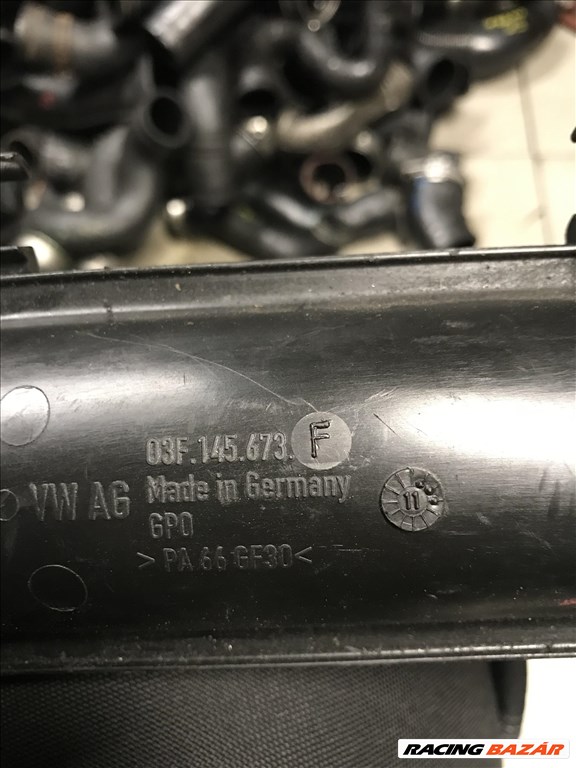 03F.145.673. F
VW AG Made in Germany
GPO
>PA 66 GF30<
11
RACING BAZÁR